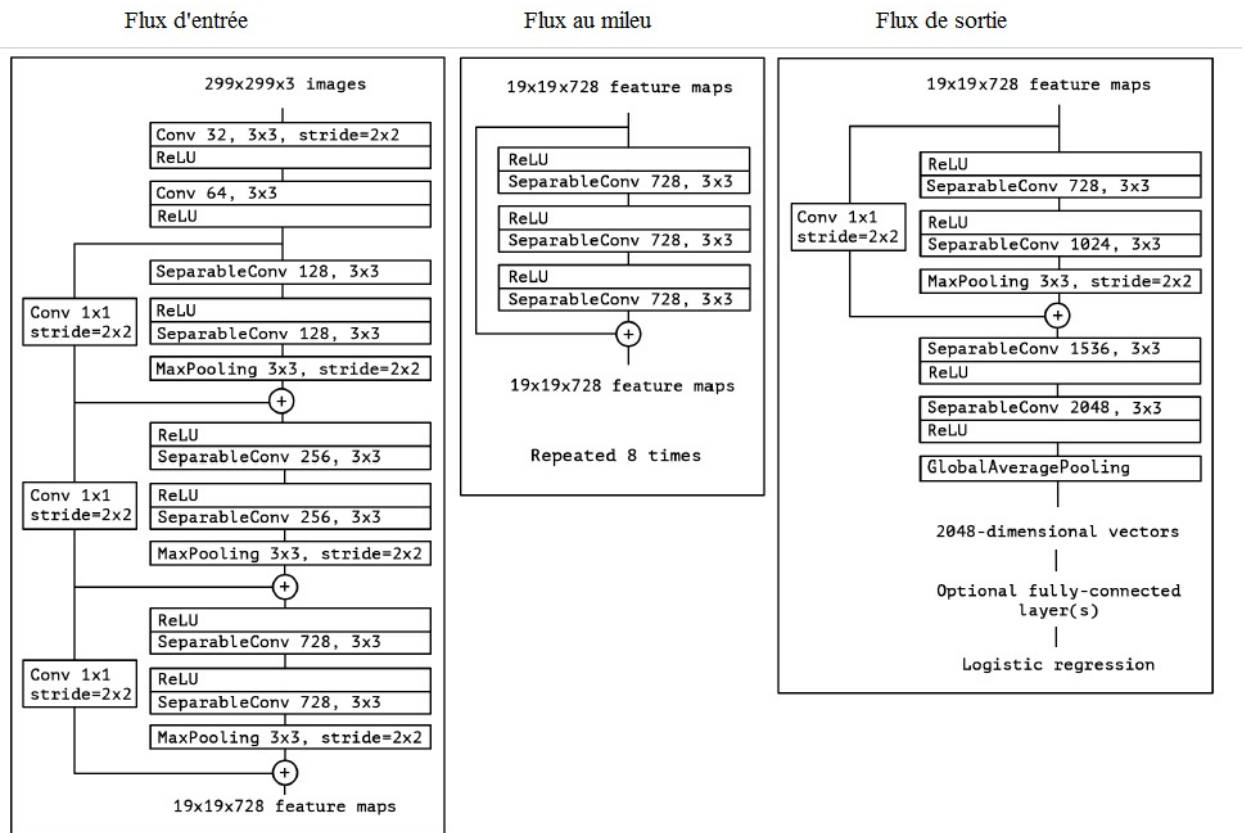 Flux d'entrée
299x299x3 images
Conv 32, 3x3, stride=2x2
ReLU
Conv 64, 3x3
ReLU
SeparableConv 128, 3x3
Conv 1x1
stride=2x2
ReLU
SeparableConv 128, 3x3
MaxPooling 3x3, stride=2x2
+
ReLU
SeparableConv 256, 3x3
Conv 1x1
stride=2x2
ReLU
SeparableConv 256, 3x3
MaxPooling 3x3, stride=2x2
+
ReLU
SeparableConv 728, 3x3
Conv 1x1
stride=2x2
ReLU
SeparableConv 728, 3x3
MaxPooling 3x3, stride=2x2
+
19x19x728 feature maps
Flux au mileu
19x19x728 feature maps
ReLU
SeparableConv 728, 3x3
ReLU
SeparableConv 728, 3x3
ReLU
SeparableConv 728, 3x3
+
19x19x728 feature maps
Repeated 8 times
Flux de sortie
19x19x728 feature maps
ReLU
SeparableConv 728, 3x3
Conv 1x1
stride=2x2
ReLU
SeparableConv 1024, 3x3
MaxPooling 3x3, stride=2x2
+
SeparableConv 1536, 3x3
ReLU
SeparableConv 2048, 3x3
ReLU
GlobalAveragePooling
2048-dimensional vectors
Optional fully-connected
layer(s)
Logistic regression